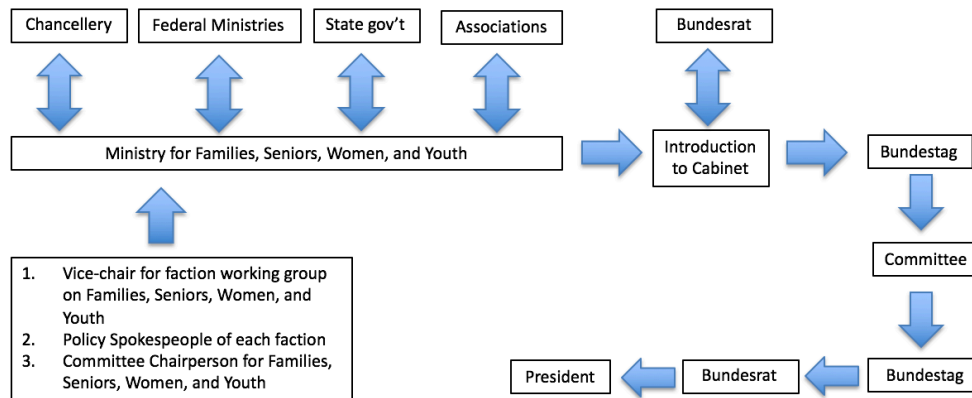 Chancellery
Federal Ministries
State gov't
Associations
Bundesrat
Ministry for Families, Seniors, Women, and Youth
Introduction
to Cabinet
Bundestag
Committee
1. Vice-chair for faction working group
on Families, Seniors, Women, and
Youth
2. Policy Spokespeople of each faction
3. Committee Chairperson for Families,
Seniors, Women, and Youth
President
Bundesrat
Bundestag